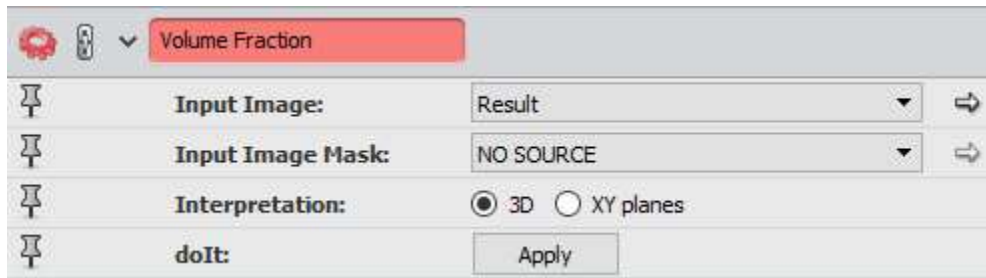 Volume Fraction
Input Image: Result
Input Image Mask: NO SOURCE
Interpretation: 3D XY planes
doIt: Apply